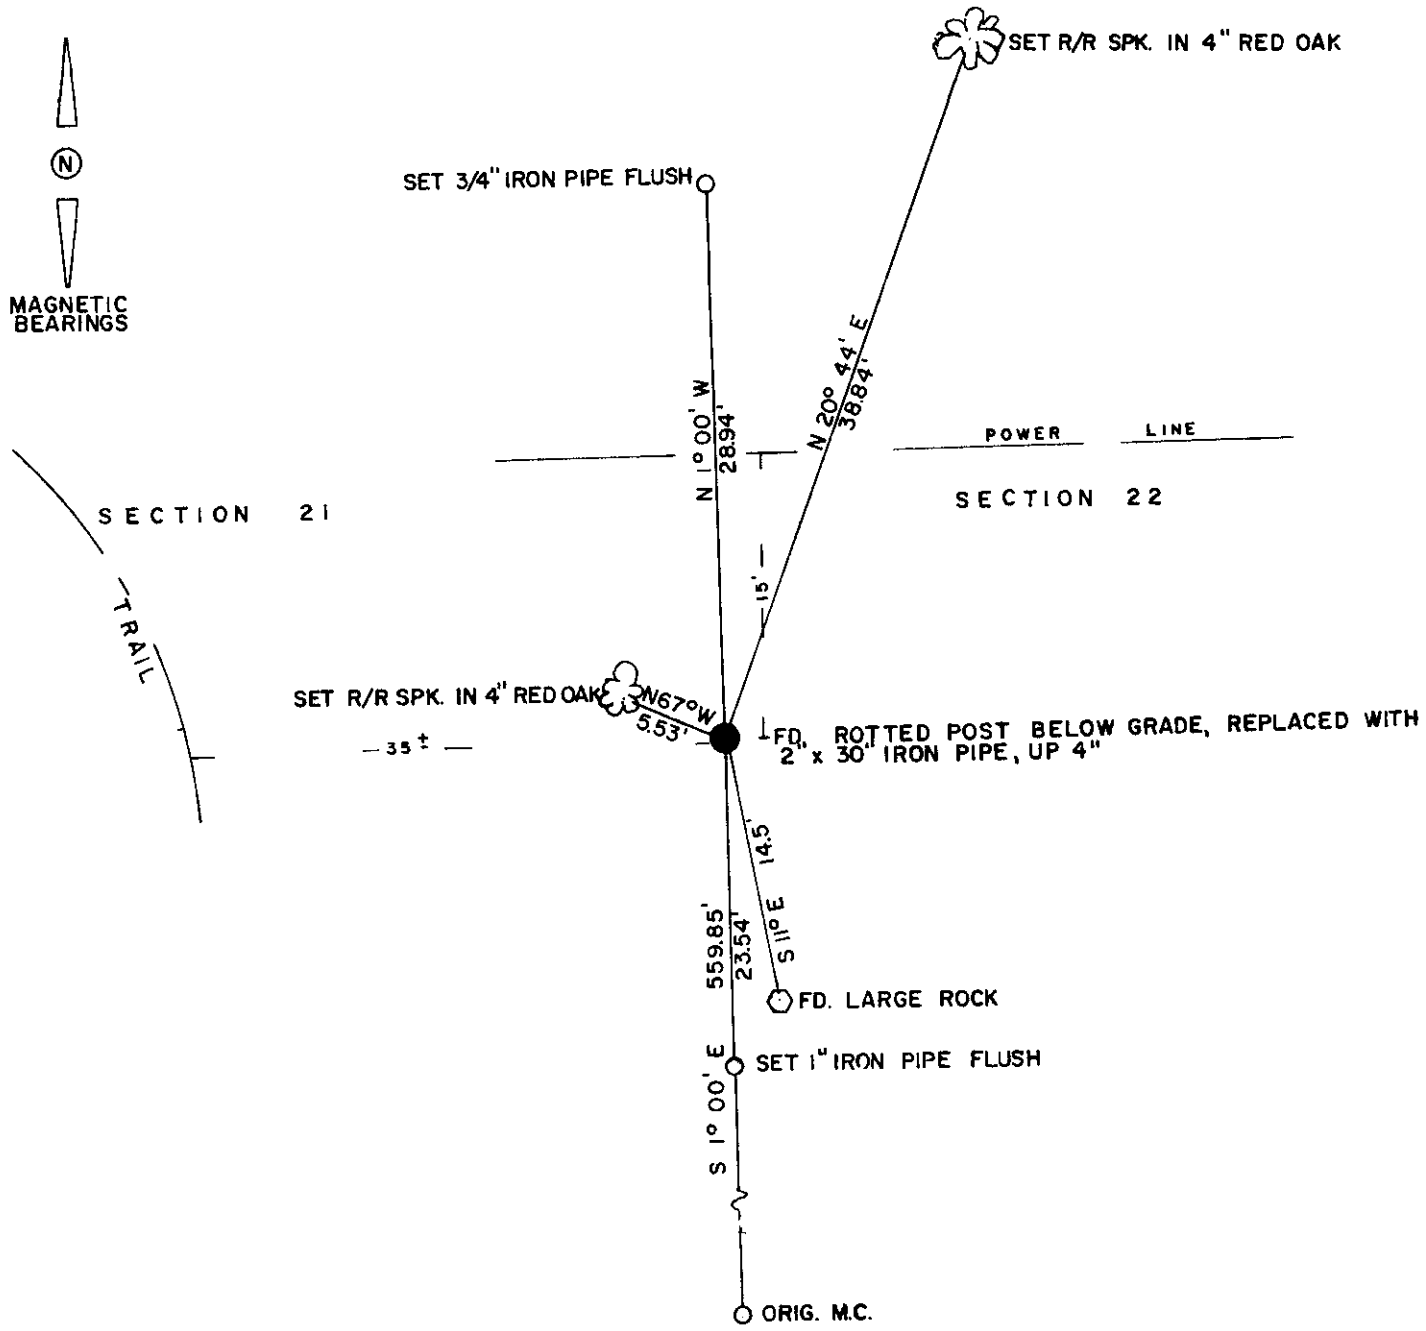 SET R/R SPK. IN 4" RED OAK
N
SET 3/4" IRON PIPE FLUSH
MAGNETIC
BEARINGS
N 20° 44' E
38.84'
N 1° 00' W
28.94'
POWER LINE
SECTION 21
SECTION 22
15'
TRAIL
SET R/R SPK. IN 4" RED OAK
N67°W
5.53'
35 ±
FD. ROTTED POST BELOW GRADE, REPLACED WITH
2" x 30" IRON PIPE, UP 4"
14.5'
S 11° E
559.85'
23.54'
FD. LARGE ROCK
S 1° 00' E
SET 1" IRON PIPE FLUSH
ORIG. M.C.